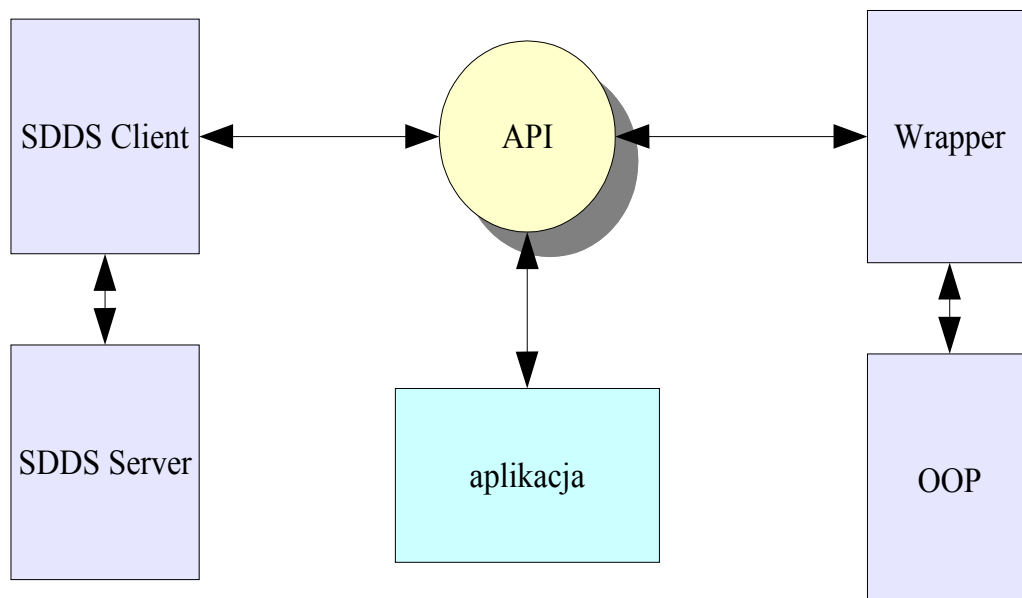 SDDS Client
API
Wrapper
SDDS Server
aplikacja
OOP